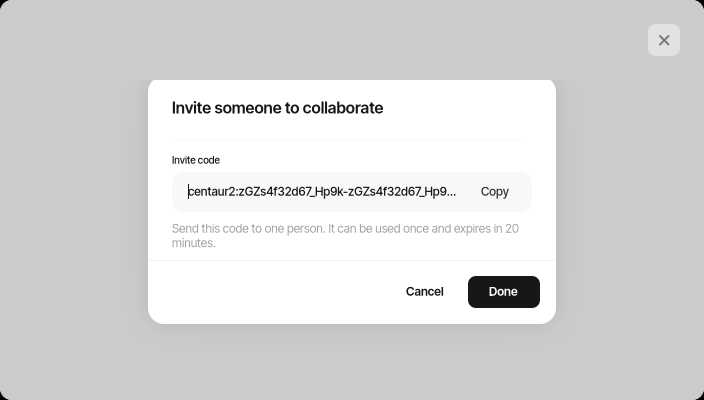 Invite someone to collaborate
Invite code
centaur2:zGZs4f32d67_Hp9k-zGZs4f32d67_Hp9...
Copy
Send this code to one person. It can be used once and expires in 20
minutes.
Cancel
Done